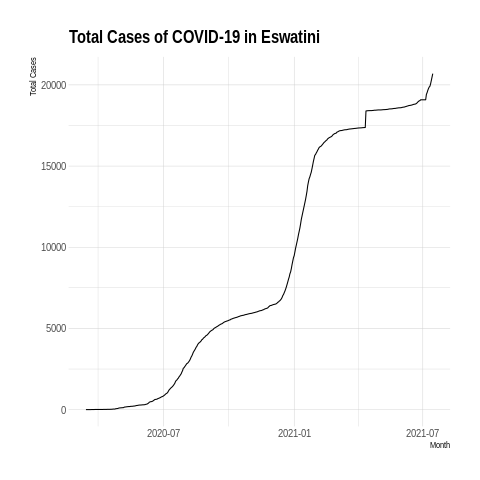 Total Cases of COVID-19 in Eswatini
Total Cases
20000
15000
10000
5000
0
2020-07 2021-01 2021-07
Month